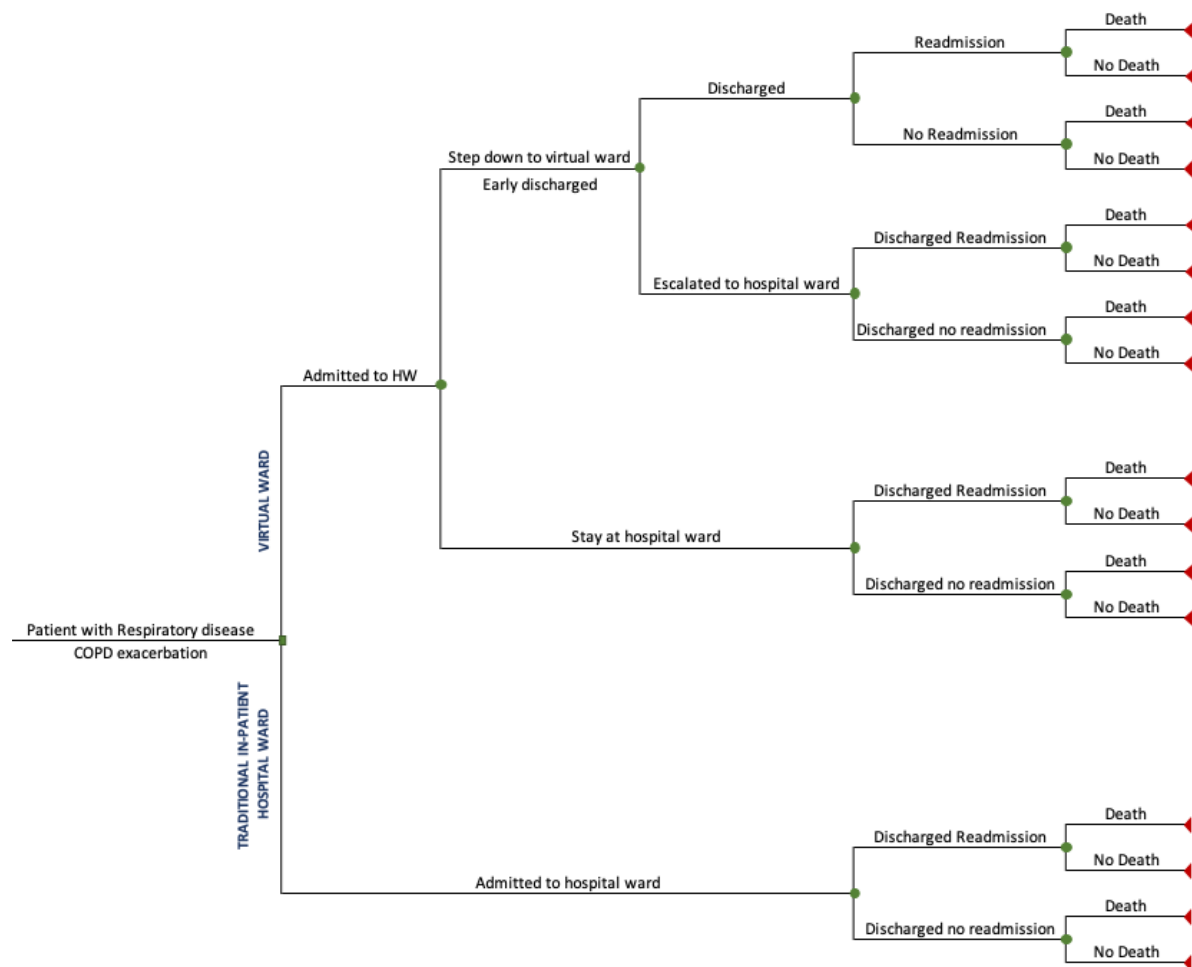 Death
Readmission
No Death
Discharged
Death
No Readmission
No Death
Step down to virtual ward
Early discharged
Death
Discharged Readmission
No Death
Escalated to hospital ward
Death
Discharged no readmission
No Death
Admitted to HW
VIRTUAL WARD
Death
Discharged Readmission
No Death
Stay at hospital ward
Death
Discharged no readmission
No Death
Patient with Respiratory disease
COPD exacerbation
TRADITIONAL IN-PATIENT
HOSPITAL WARD
Death
Discharged Readmission
No Death
Admitted to hospital ward
Death
Discharged no readmission
No Death